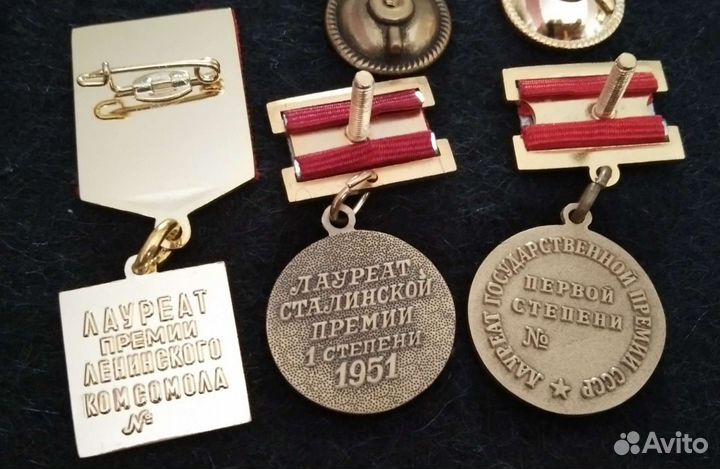 ЛАУРЕАТ
ПРЕМИИ
ЛЕНИНСКОГО
КОМСОМОЛА
№
ЛАУРЕАТ
СТАЛИНСКОЙ
ПРЕМИИ
1 СТЕПЕНИ
1951
ЛАУРЕАТ ГОСУДАРСТВЕННОЙ ПРЕМИИ СССР
ПЕРВОЙ
СТЕПЕНИ
№
Avito